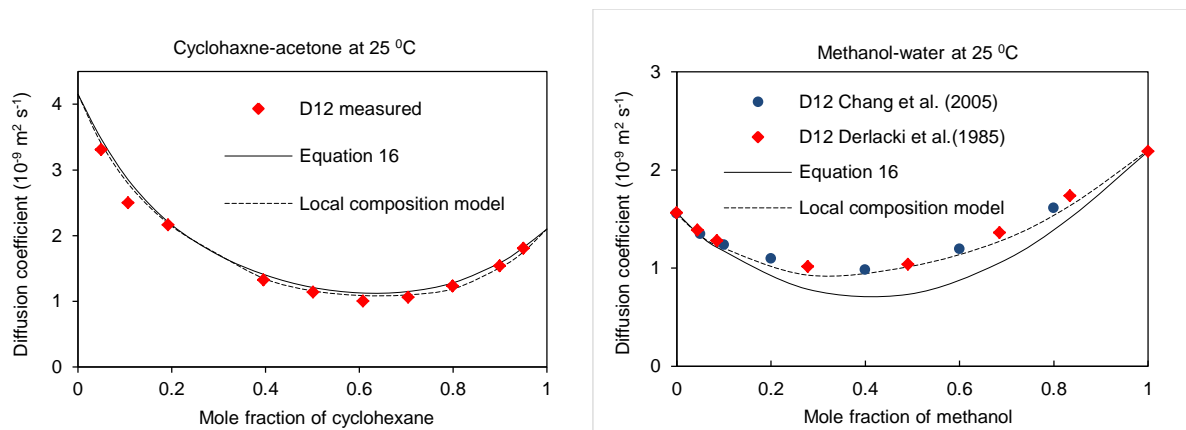 Cyclohaxne-acetone at 25 ⁰C
Diffusion coefficient (10⁻⁹ m² s⁻¹)
4
3
2
1
0
D12 measured
Equation 16
Local composition model
0
0.2
0.4
0.6
0.8
1
Mole fraction of cyclohexane
Methanol-water at 25 °C
Diffusion coefficient (10⁻⁹ m² s⁻¹)
3
2
1
0
D12 Chang et al. (2005)
D12 Derlacki et al.(1985)
Equation 16
Local composition model
0
0.2
0.4
0.6
0.8
1
Mole fraction of methanol